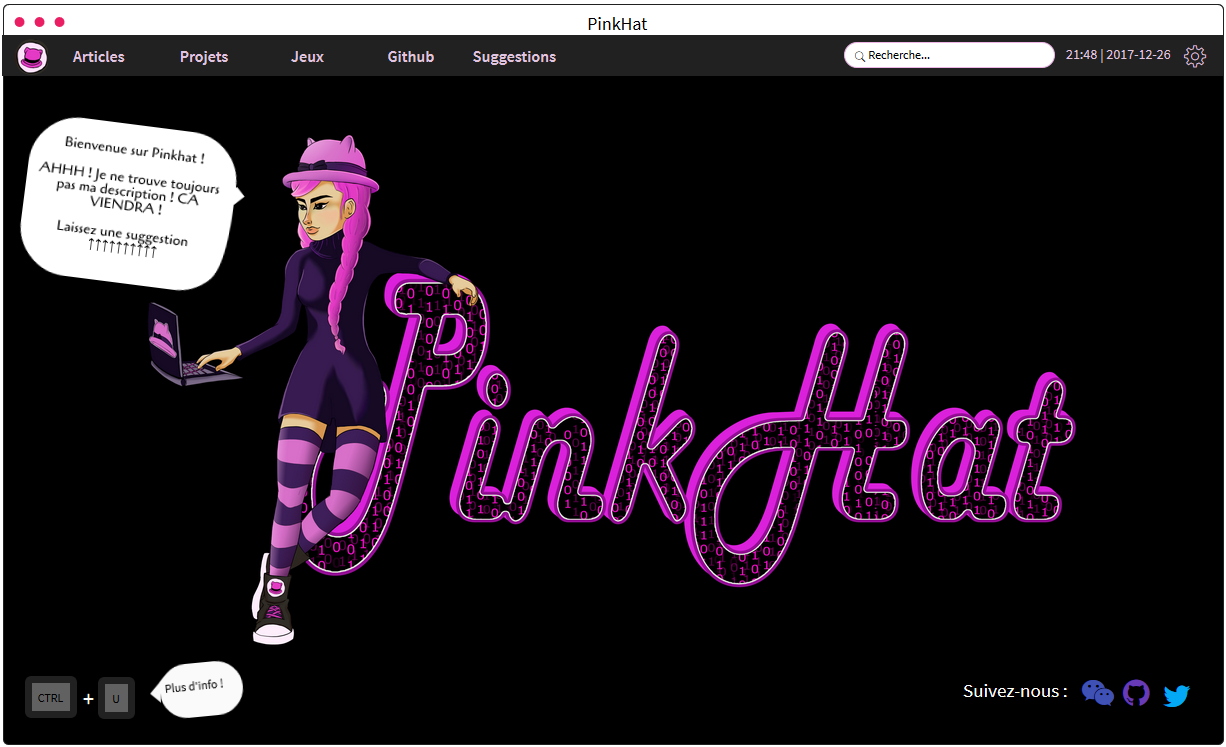 PinkHat
Articles Projets Jeux Github Suggestions Recherche... 21:48 | 2017-12-26
Bienvenue sur Pinkhat !
AHHH ! Je ne trouve toujours
pas ma description ! CA
VIENDRA !
Laissez une suggestion
↑↑↑↑↑↑↑↑↑↑
PinkHat
CTRL + U
Plus d'info !
Suivez-nous :